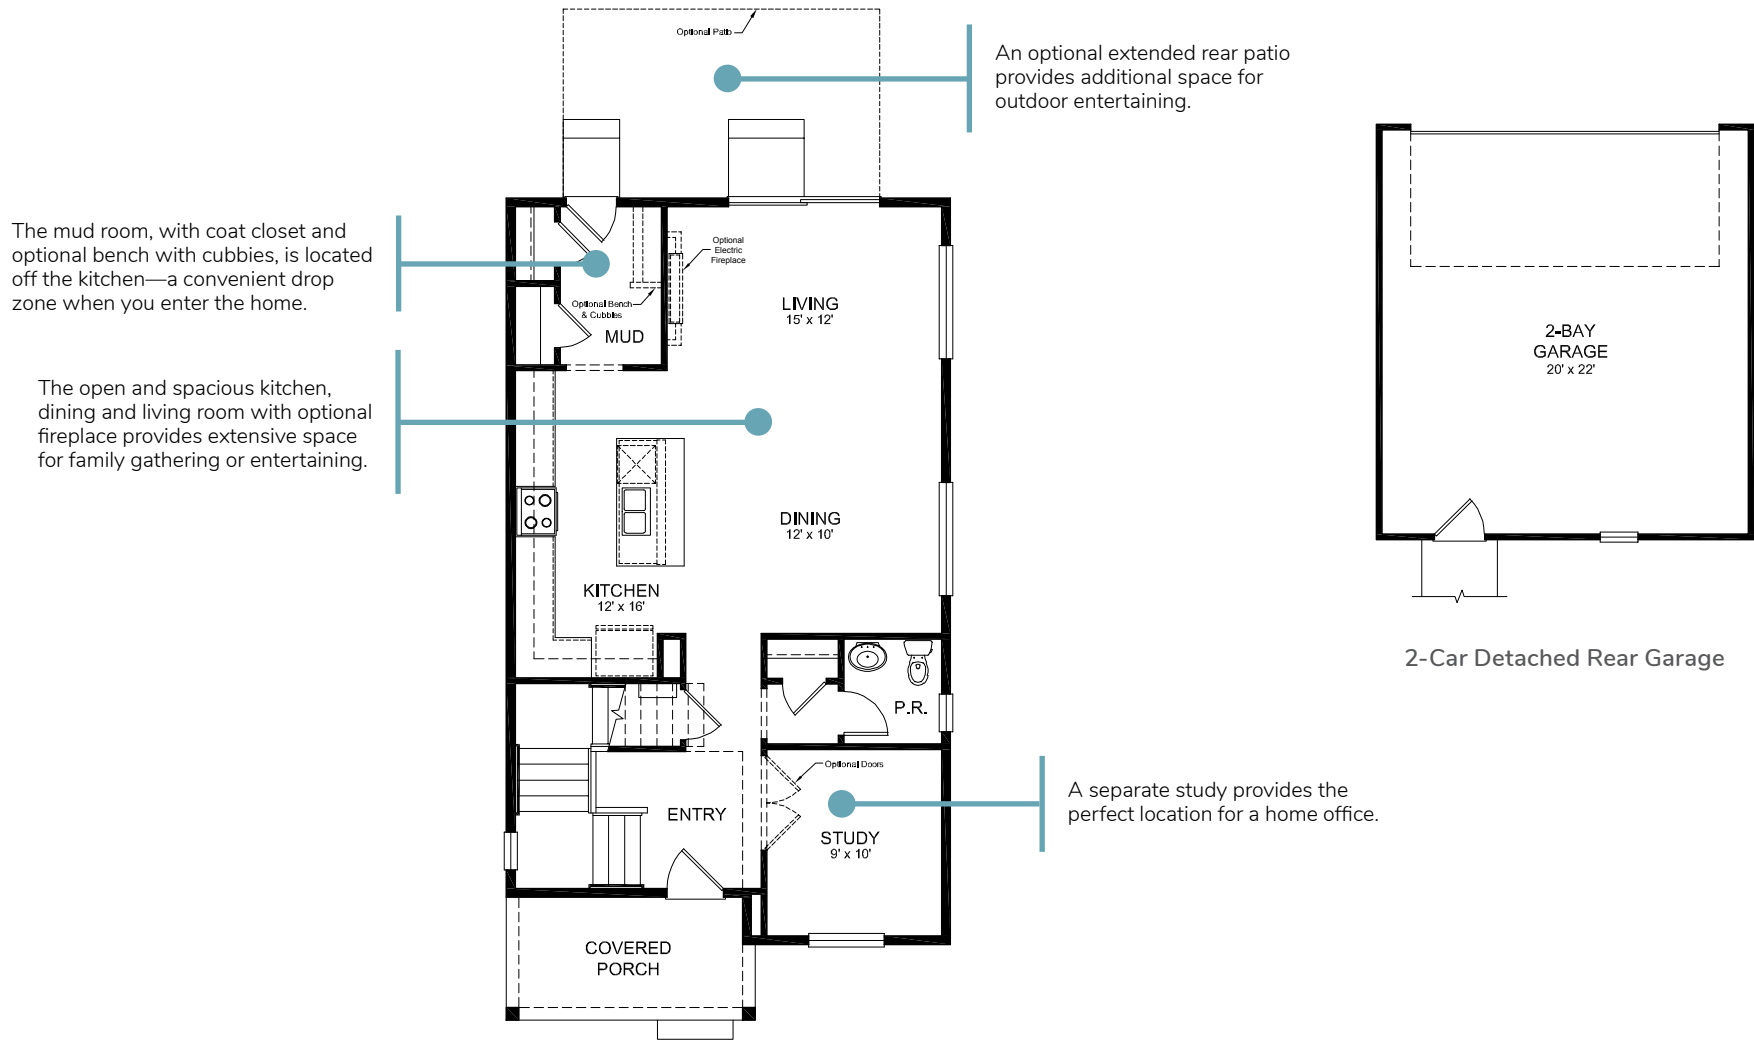 Optional Patio
An optional extended rear patio
provides additional space for
outdoor entertaining.
The mud room, with coat closet and
optional bench with cubbies, is located
off the kitchen—a convenient drop
zone when you enter the home.
Optional
Electric
Fireplace
Optional Bench
& Cubbies
MUD
LIVING
15' x 12'
2-BAY
GARAGE
20' x 22'
The open and spacious kitchen,
dining and living room with optional
fireplace provides extensive space
for family gathering or entertaining.
DINING
12' x 10'
KITCHEN
12' x 16'
2-Car Detached Rear Garage
P.R.
Optional Doors
ENTRY
STUDY
9' x 10'
A separate study provides the
perfect location for a home office.
COVERED
PORCH